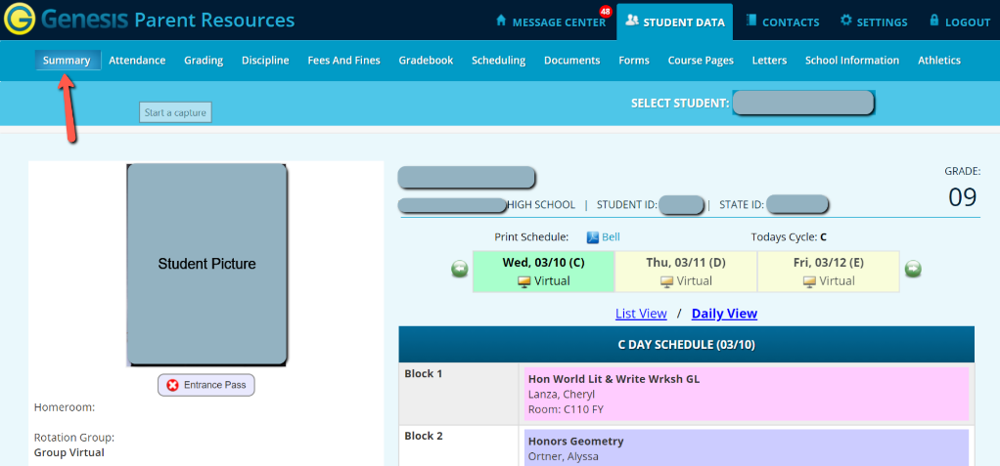 Genesis Parent Resources
MESSAGE CENTER 48 STUDENT DATA CONTACTS SETTINGS LOGOUT
Summary Attendance Grading Discipline Fees And Fines Gradebook Scheduling Documents Forms Course Pages Letters School Information Athletics
Start a capture
SELECT STUDENT:
Student Picture
Entrance Pass
Homeroom:
Rotation Group:
Group Virtual
GRADE:
09
HIGH SCHOOL | STUDENT ID: | STATE ID:
Print Schedule: Bell Todays Cycle: C
Wed, 03/10 (C) Thu, 03/11 (D) Fri, 03/12 (E)
Virtual Virtual Virtual
List View / Daily View
C DAY SCHEDULE (03/10)
Block 1
Hon World Lit & Write Wrksh GL
Lanza, Cheryl
Room: C110 FY
Block 2
Honors Geometry
Ortner, Alyssa